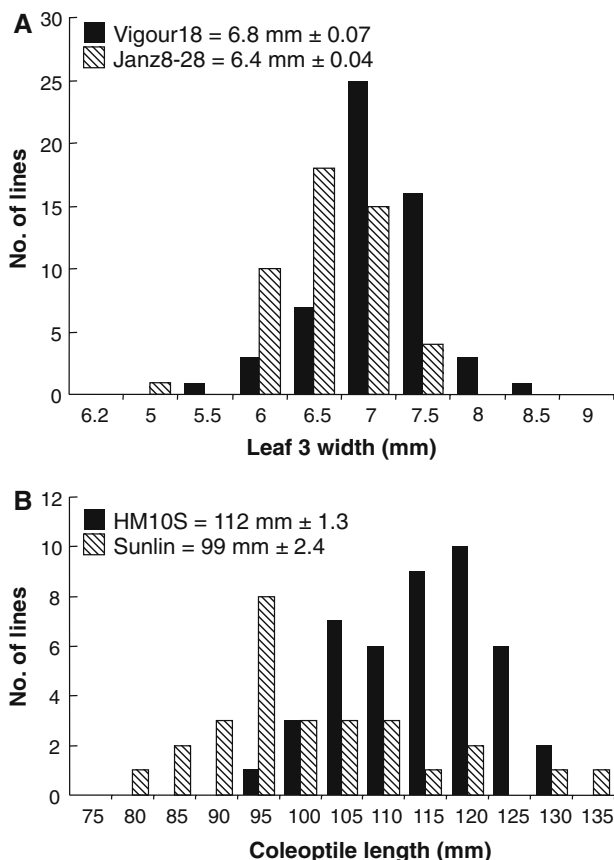 A
30
Vigour18 = 6.8 mm ± 0.07
Janz8-28 = 6.4 mm ± 0.04
25
20
15
10
5
0
No. of lines
6.2 5 5.5 6 6.5 7 7.5 8 8.5 9
Leaf 3 width (mm)
B
12
HM10S = 112 mm ± 1.3
Sunlin = 99 mm ± 2.4
10
8
6
4
2
0
No. of lines
75 80 85 90 95 100 105 110 115 120 125 130 135
Coleoptile length (mm)